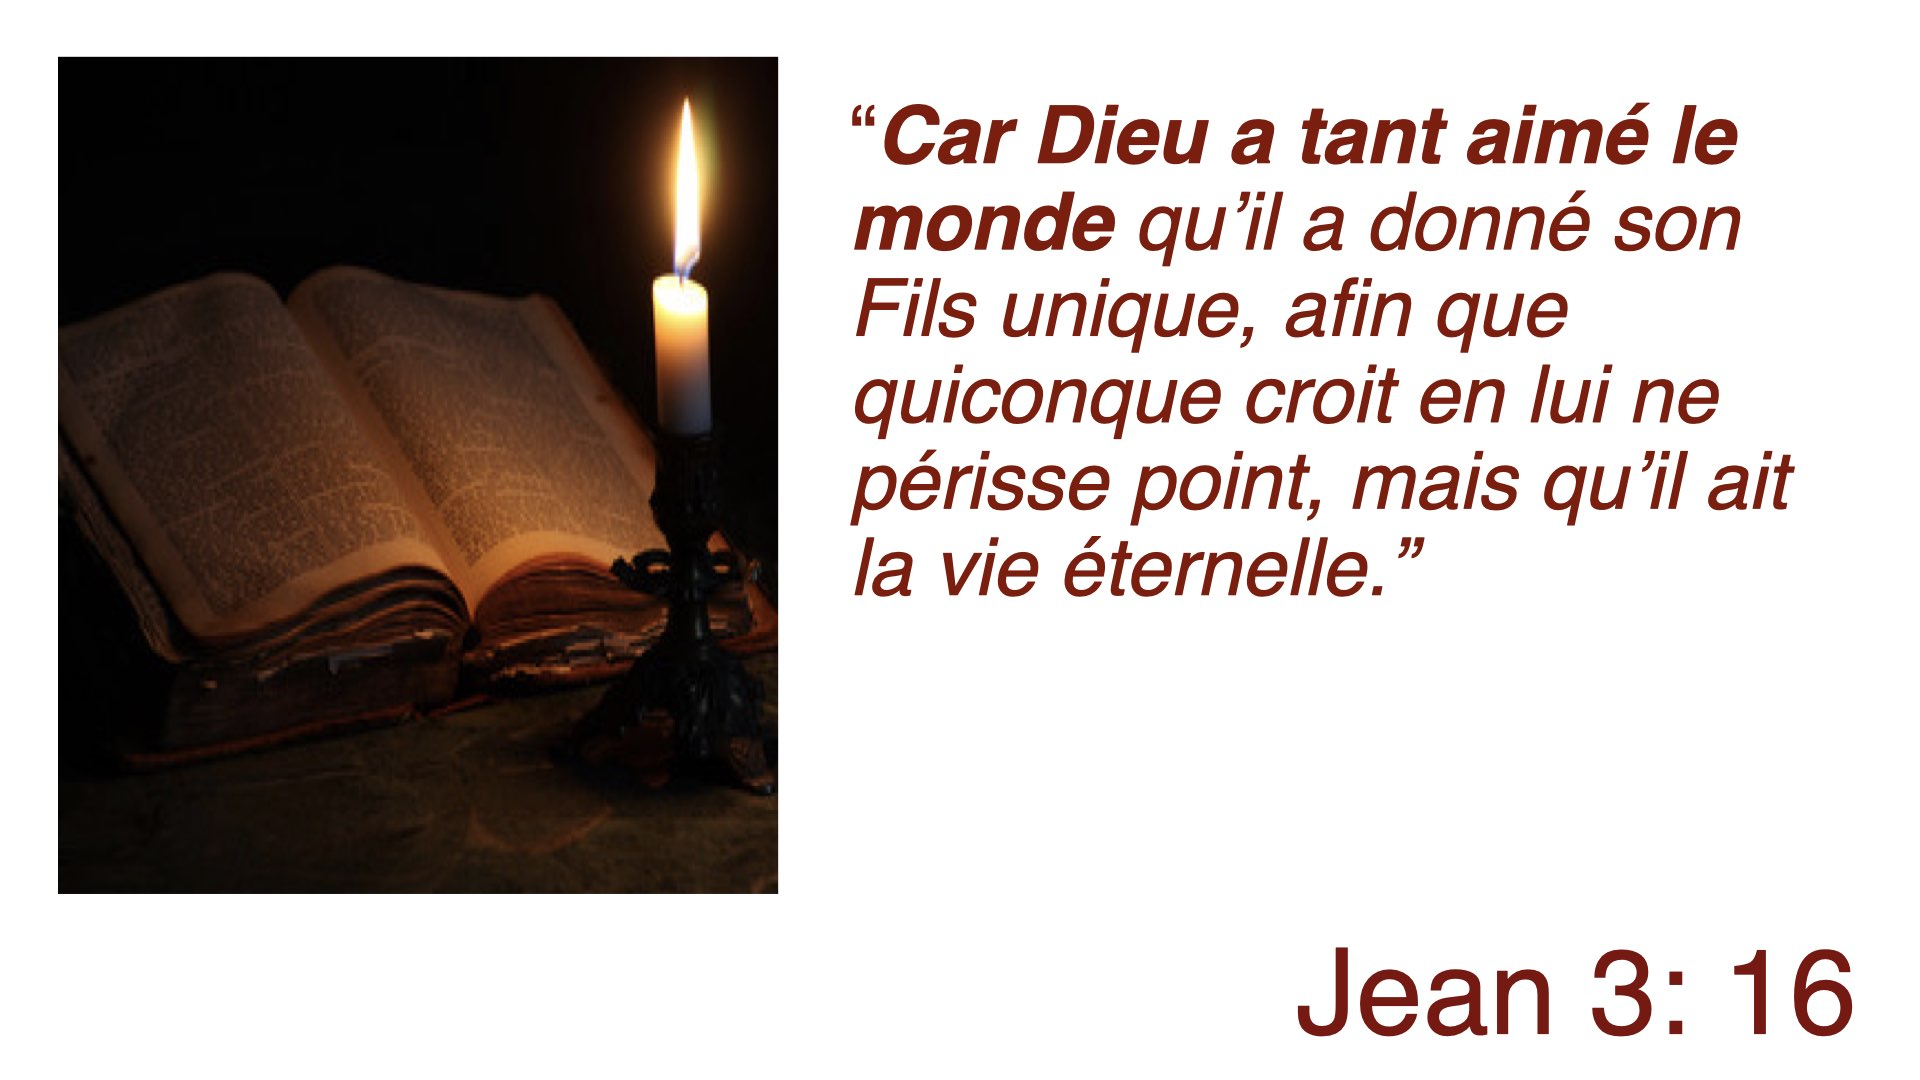 “Car Dieu a tant aimé le
monde qu’il a donné son
Fils unique, afin que
quiconque croit en lui ne
périsse point, mais qu’il ait
la vie éternelle.”
Jean 3: 16